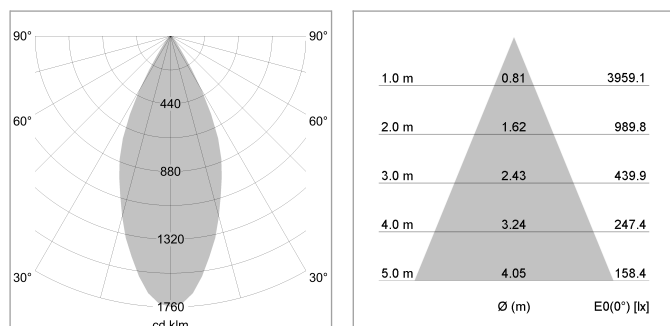 90° 90°
440
60° 60°
880
1320
30° 30°
1760
cd klm
1.0 m 0.81 3959.1
2.0 m 1.62 989.8
3.0 m 2.43 439.9
4.0 m 3.24 247.4
5.0 m 4.05 158.4
Ø (m) E0(0°) [lx]